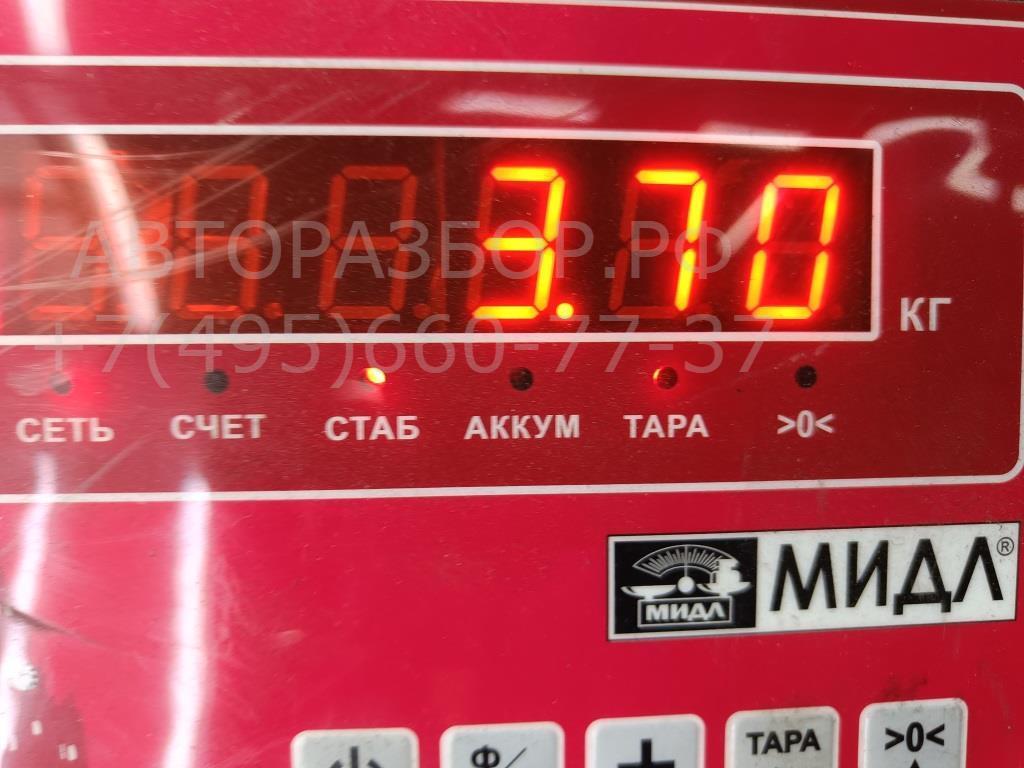 3.70
КГ
АВТОРАЗБОР.РФ
+7(495)660-77-37
СЕТЬ СЧЕТ СТАБ АККУМ ТАРА >0<
МИДЛ МИДЛ®
Ф/ + ТАРА >0<